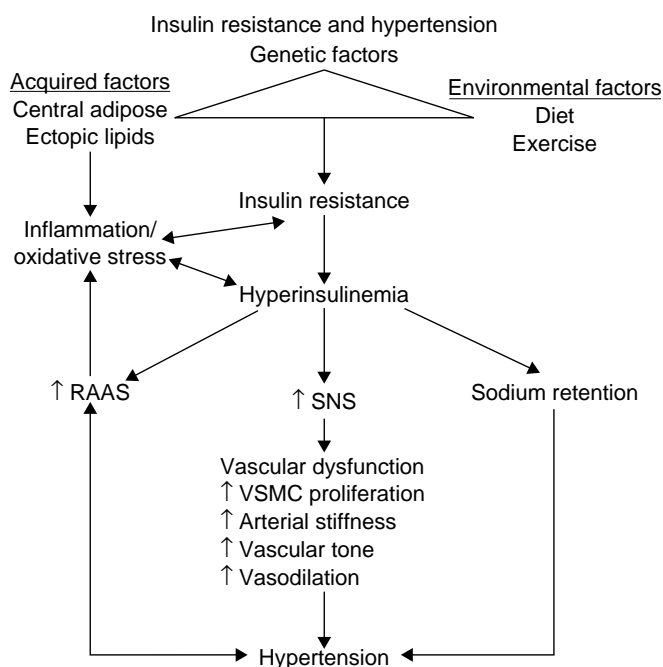 Insulin resistance and hypertension
Genetic factors
Acquired factors
Central adipose
Ectopic lipids
Environmental factors
Diet
Exercise
Insulin resistance
Inflammation/
oxidative stress
Hyperinsulinemia
↑ RAAS
↑ SNS
Sodium retention
Vascular dysfunction
↑ VSMC proliferation
↑ Arterial stiffness
↑ Vascular tone
↑ Vasodilation
Hypertension